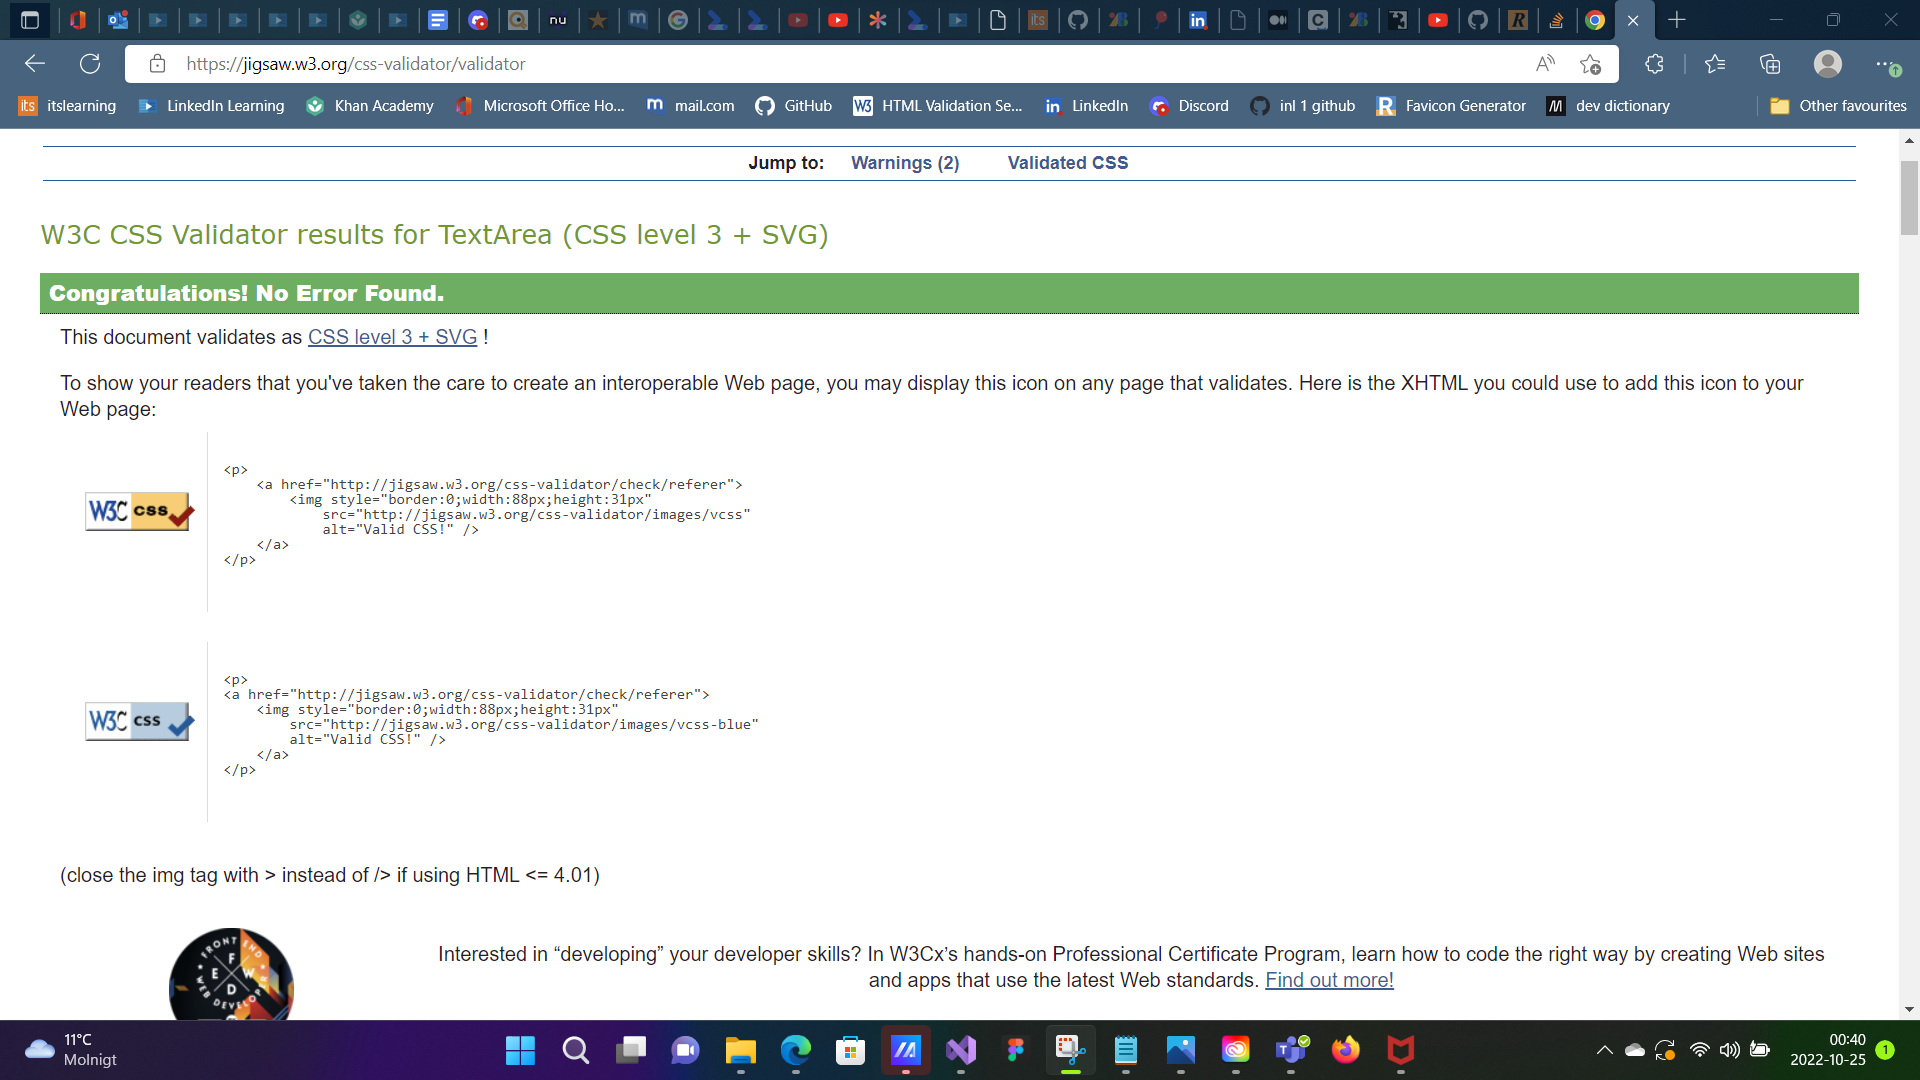 https://jigsaw.w3.org/css-validator/validator
itslearning
LinkedIn Learning
Khan Academy
Microsoft Office Ho...
mail.com
GitHub
HTML Validation Se...
LinkedIn
Discord
inl 1 github
Favicon Generator
dev dictionary
Other favourites
Jump to: Warnings (2) Validated CSS
W3C CSS Validator results for TextArea (CSS level 3 + SVG)
Congratulations! No Error Found.
This document validates as CSS level 3 + SVG !
To show your readers that you've taken the care to create an interoperable Web page, you may display this icon on any page that validates. Here is the XHTML you could use to add this icon to your
Web page:
W3C css
<p>
<a href="http://jigsaw.w3.org/css-validator/check/referer">
<img style="border:0;width:88px;height:31px"
src="http://jigsaw.w3.org/css-validator/images/vcss"
alt="Valid CSS!" />
</a>
</p>
W3C css
<p>
<a href="http://jigsaw.w3.org/css-validator/check/referer">
<img style="border:0;width:88px;height:31px"
src="http://jigsaw.w3.org/css-validator/images/vcss-blue"
alt="Valid CSS!" />
</a>
</p>
(close the img tag with > instead of /> if using HTML <= 4.01)
FRONT END
F E W D
WEB DEVELOPER
Interested in “developing” your developer skills? In W3Cx’s hands-on Professional Certificate Program, learn how to code the right way by creating Web sites
and apps that use the latest Web standards. Find out more!
11°C
Molnigt
00:40
2022-10-25
1